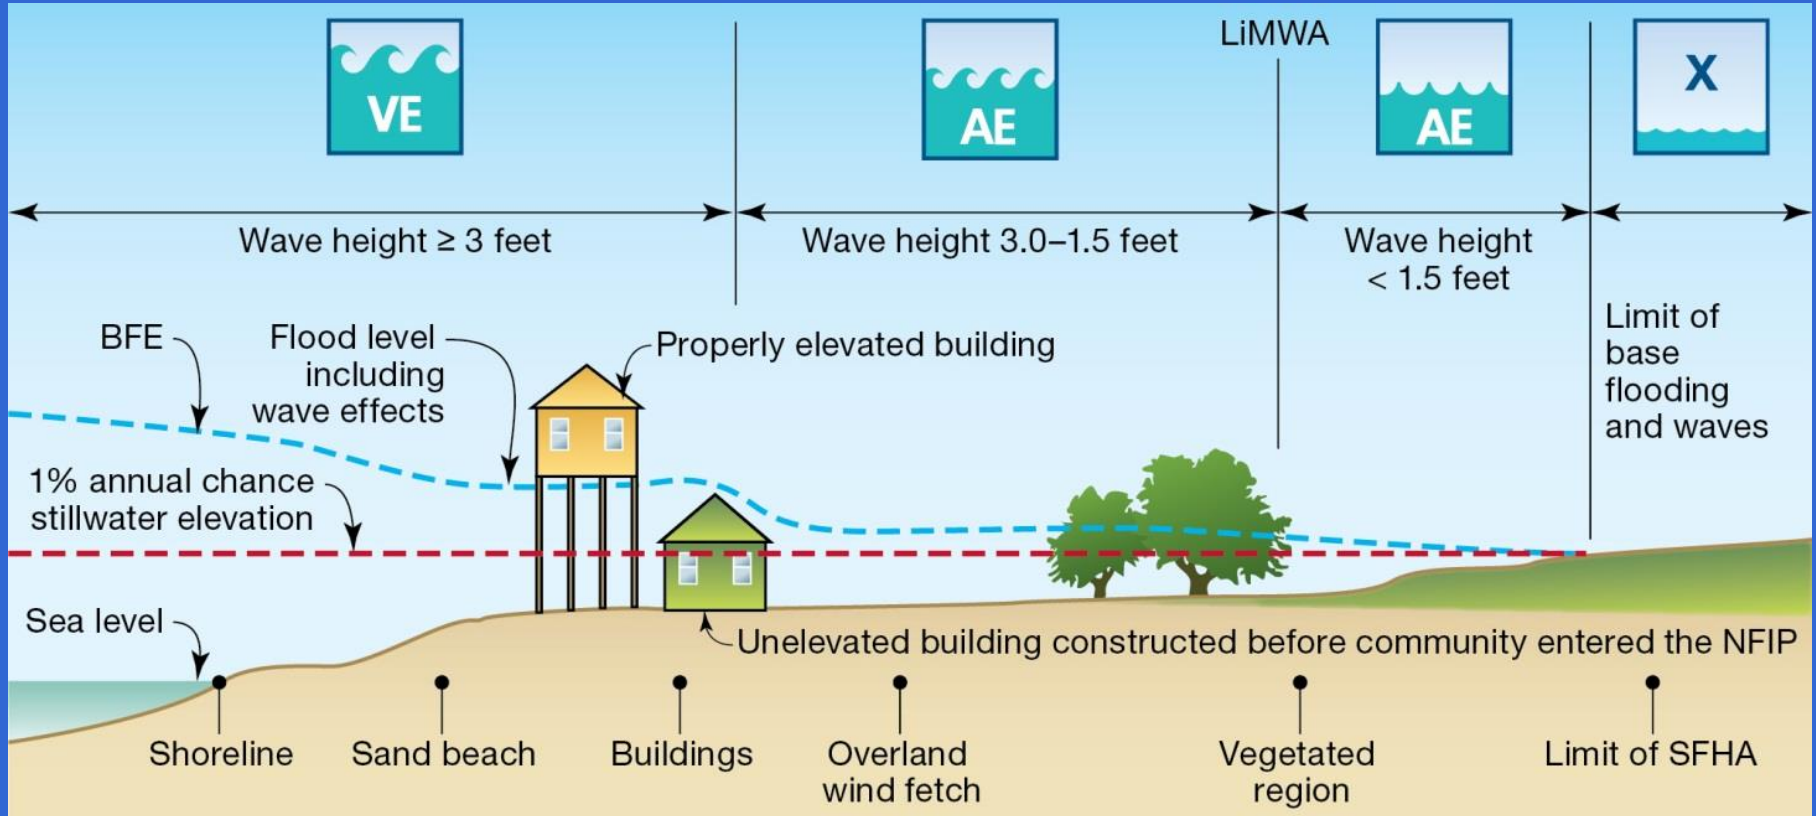 LiMWA
VE
AE
AE
X
Wave height ≥ 3 feet
Wave height 3.0–1.5 feet
Wave height
< 1.5 feet
Limit of
base
flooding
and waves
BFE
Flood level
including
wave effects
Properly elevated building
1% annual chance
stillwater elevation
Sea level
Unelevated building constructed before community entered the NFIP
Shoreline
Sand beach
Buildings
Overland
wind fetch
Vegetated
region
Limit of SFHA